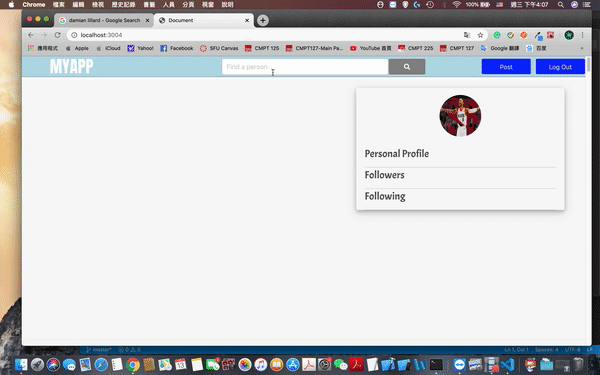 Chrome 檔案 編輯 檢視 歷史記錄 書籤 人員 分頁 視窗 說明 100% 週三 下午4:07
damian lillard - Google Search Document
localhost:3004
應用程式 Apple iCloud Yahoo! Facebook SFU Canvas CMPT 120 CMPT127-Main Pa... YouTube 首頁 CMPT 225 CMPT 127 Google 翻譯 百度
MYAPP Find a person Post Log Out
Personal Profile
Followers
Following
master* 0 0 Ln 1, Col 1 Spaces: 4 UTF-8 LF